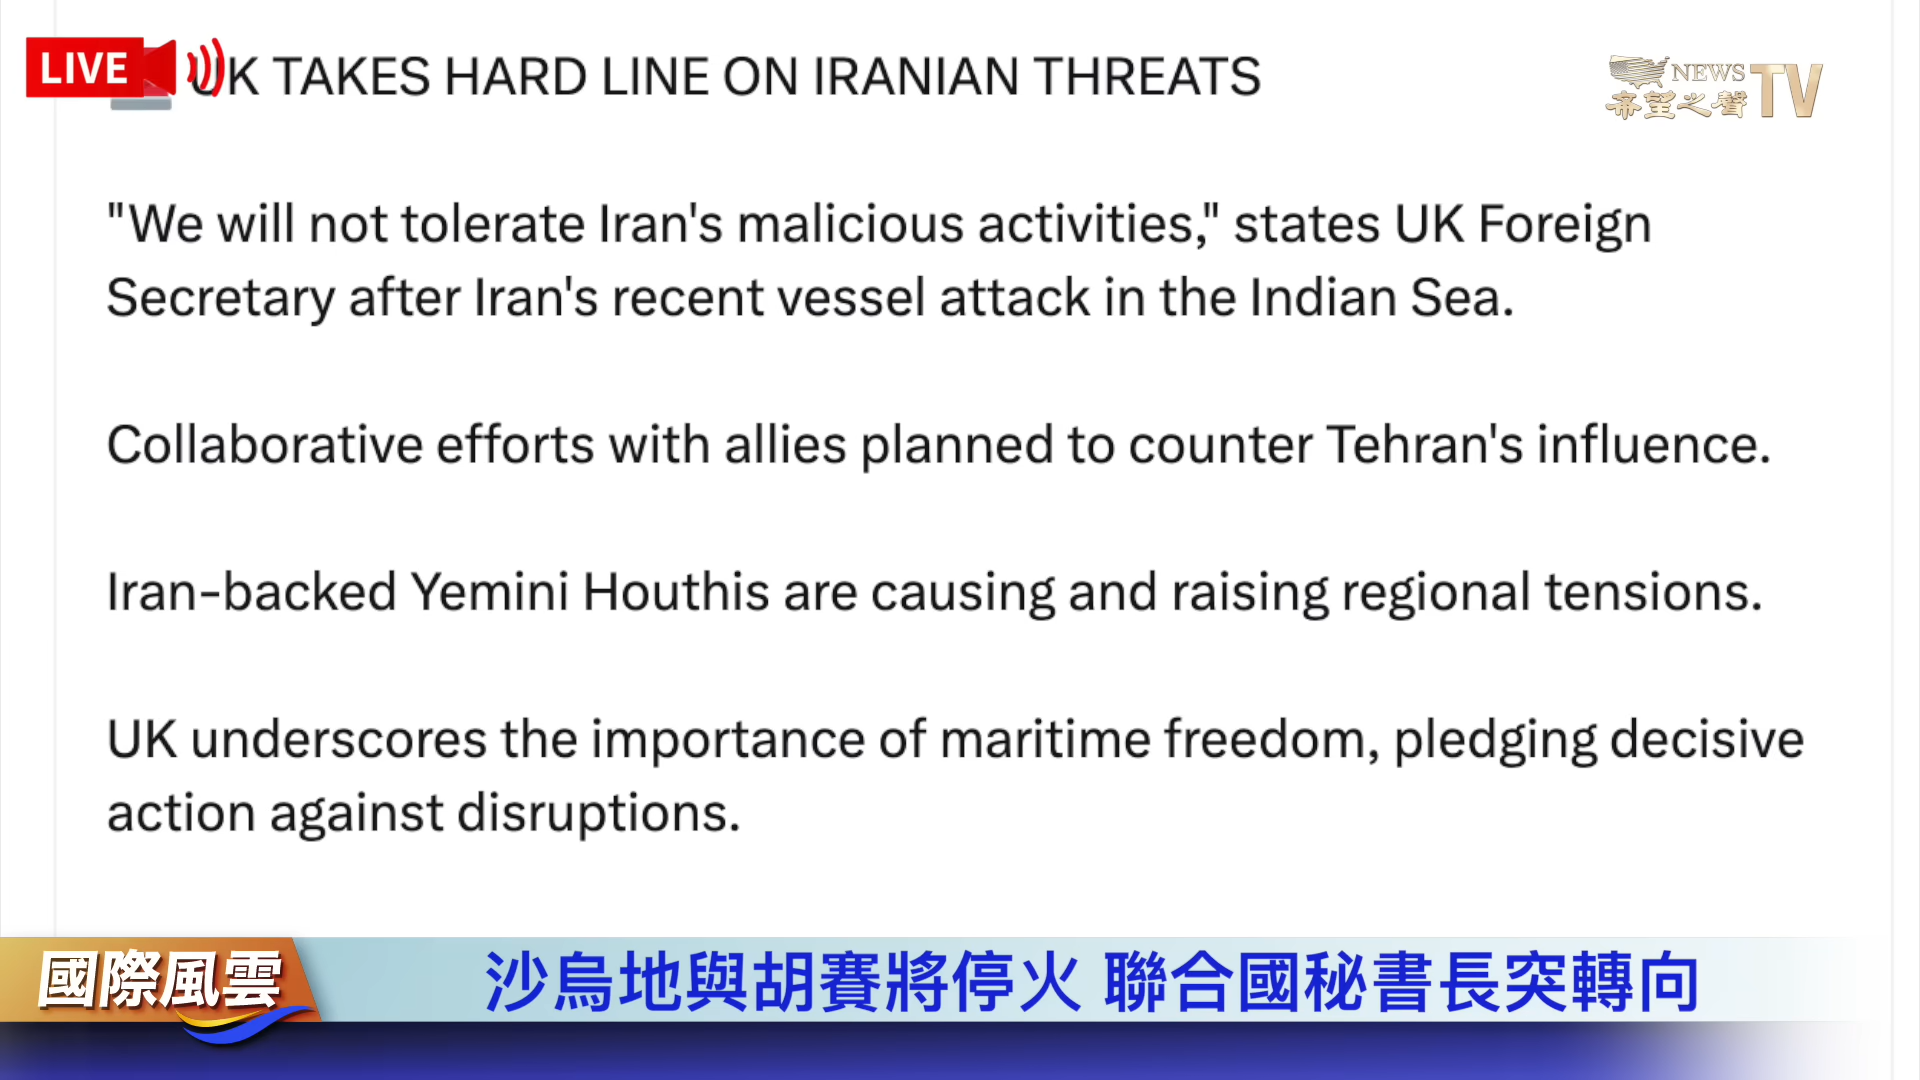 LIVE
UK TAKES HARD LINE ON IRANIAN THREATS
NEWS
希望之聲TV
"We will not tolerate Iran's malicious activities," states UK Foreign
Secretary after Iran's recent vessel attack in the Indian Sea.
Collaborative efforts with allies planned to counter Tehran's influence.
Iran-backed Yemini Houthis are causing and raising regional tensions.
UK underscores the importance of maritime freedom, pledging decisive
action against disruptions.
國際風雲
沙烏地與胡賽將停火 聯合國秘書長突轉向